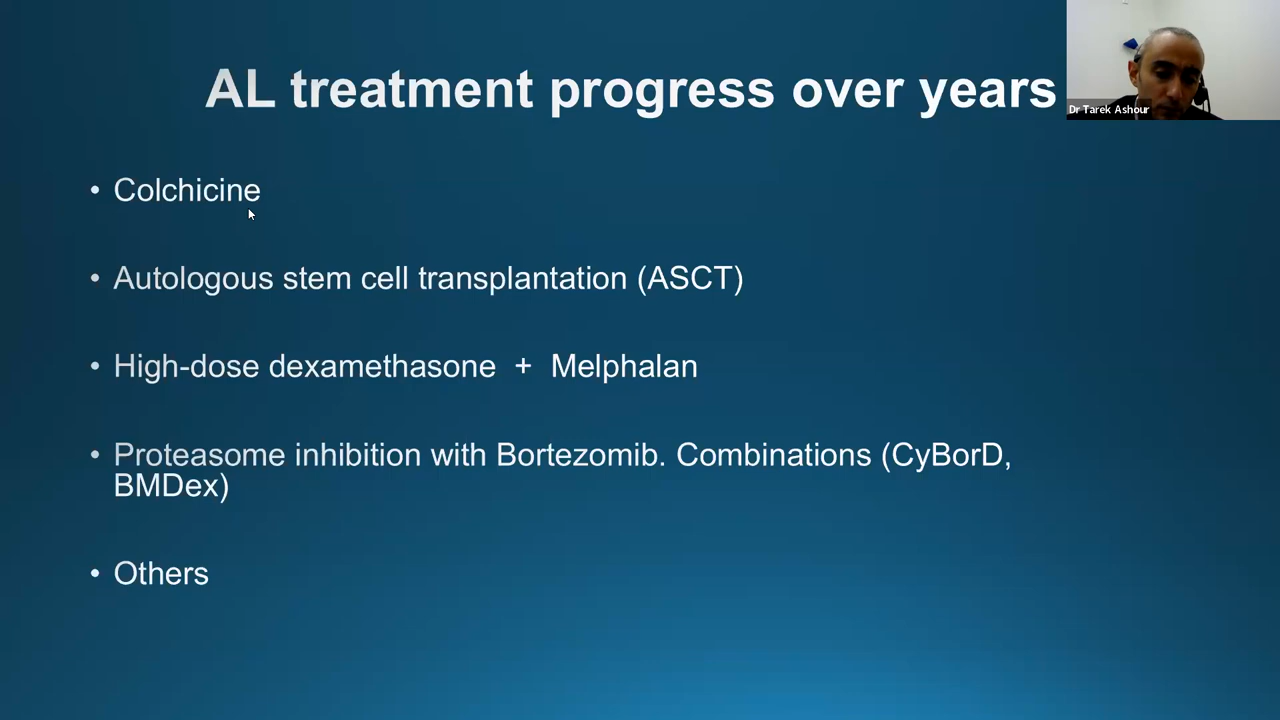 AL treatment progress over years
Dr Tarek Ashour
• Colchicine
• Autologous stem cell transplantation (ASCT)
• High-dose dexamethasone + Melphalan
• Proteasome inhibition with Bortezomib. Combinations (CyBorD,
BMDex)
• Others